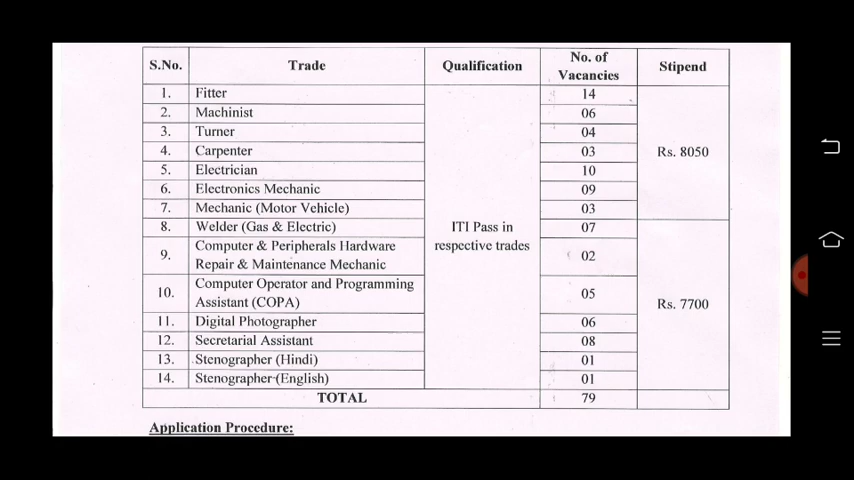 S.No. Trade Qualification No. of Vacancies Stipend
1. Fitter 14
2. Machinist 06
3. Turner 04
4. Carpenter 03 Rs. 8050
5. Electrician 10
6. Electronics Mechanic 09
7. Mechanic (Motor Vehicle) 03
8. Welder (Gas & Electric) ITI Pass in respective trades 07
9. Computer & Peripherals Hardware
Repair & Maintenance Mechanic 02
10. Computer Operator and Programming
Assistant (COPA) 05 Rs. 7700
11. Digital Photographer 06
12. Secretarial Assistant 08
13. Stenographer (Hindi) 01
14. Stenographer (English) 01
TOTAL 79
Application Procedure: